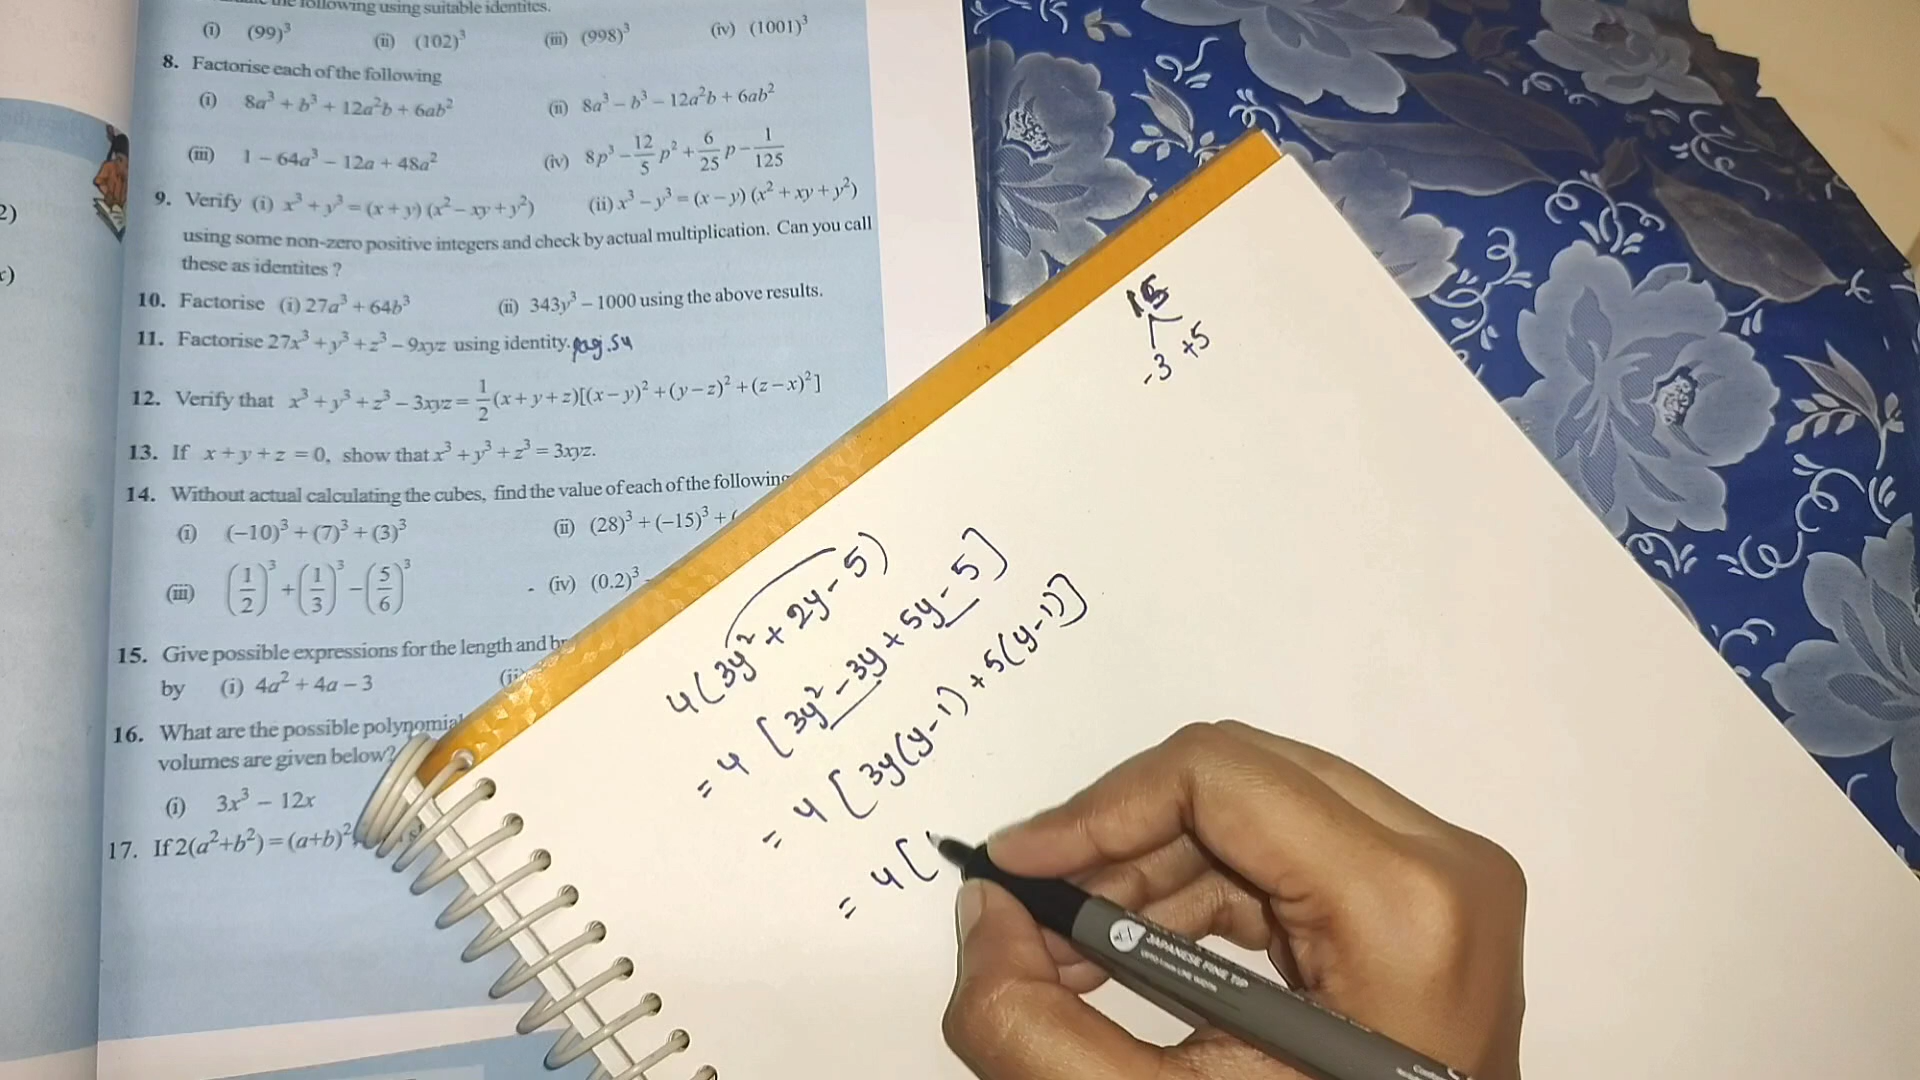 the following using suitable identites.
(i) (99)³ (ii) (102)³ (iii) (998)³ (iv) (1001)³
8. Factorise each of the following
(i) 8a³ + b³ + 12a²b + 6ab² (ii) 8a³ – b³ – 12a²b + 6ab²
(iii) 1 – 64a³ – 12a + 48a² (iv) 8p³ – 12/5 p² + 6/25 p – 1/125
9. Verify (i) x³ + y³ = (x + y) (x² – xy + y²) (ii) x³ – y³ = (x – y) (x² + xy + y²)
using some non-zero positive integers and check by actual multiplication. Can you call
these as identites ?
10. Factorise (i) 27a³ + 64b³ (ii) 343y³ – 1000 using the above results.
11. Factorise 27x³ + y³ + z³ – 9xyz using identity. pag.54
12. Verify that x³ + y³ + z³ – 3xyz = 1/2 (x + y + z)[(x – y)² + (y – z)² + (z – x)²]
13. If x + y + z = 0, show that x³ + y³ + z³ = 3xyz.
14. Without actual calculating the cubes, find the value of each of the following
(i) (–10)³ + (7)³ + (3)³ (ii) (28)³ + (–15)³ +
(iii) (1/2)³ + (1/3)³ – (5/6)³ (iv) (0.2)³
15. Give possible expressions for the length and
by (i) 4a² + 4a – 3
16. What are the possible
volumes are given below?
(i) 3x³ – 12x
17. If 2(a²+b²) = (a+b)²
2)
15
-3 +5
4(3y² + 2y - 5)
= 4 [3y² - 3y + 5y - 5]
= 4 [3y(y-1) + 5(y-1)]
= 4 [
JAPANESE FINE TIP